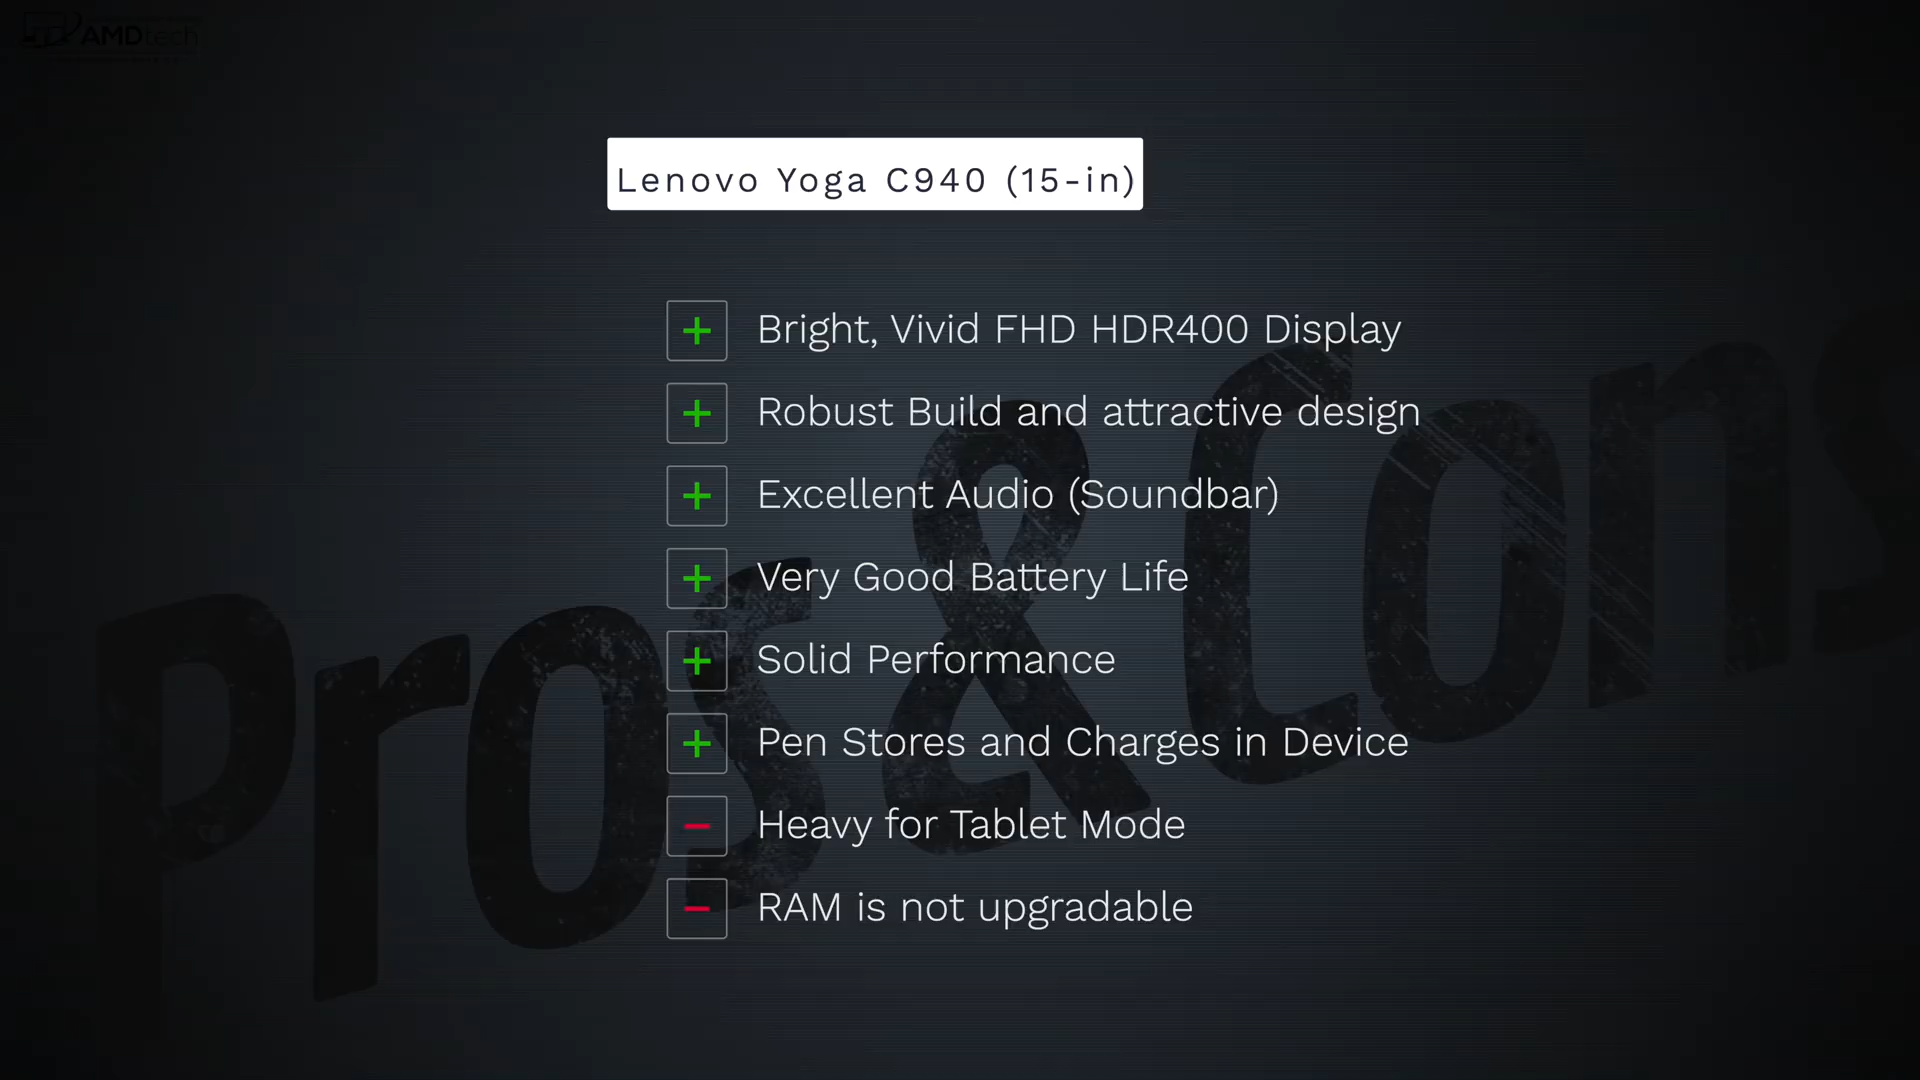 AMDtech
Lenovo Yoga C940 (15-in)
+ Bright, Vivid FHD HDR400 Display
+ Robust Build and attractive design
+ Excellent Audio (Soundbar)
+ Very Good Battery Life
+ Solid Performance
+ Pen Stores and Charges in Device
– Heavy for Tablet Mode
– RAM is not upgradable
Pros & Cons